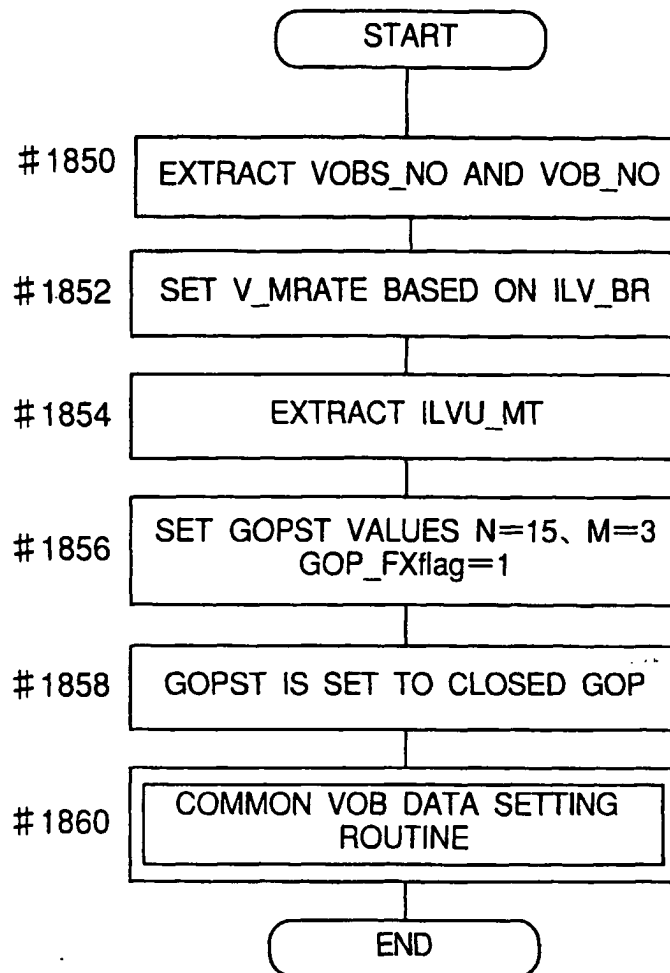 START
#1850
EXTRACT VOBS_NO AND VOB_NO
#1852
SET V_MRATE BASED ON ILV_BR
#1854
EXTRACT ILVU_MT
#1856
SET GOPST VALUES N=15、M=3
GOP_FXflag=1
#1858
GOPST IS SET TO CLOSED GOP
#1860
COMMON VOB DATA SETTING
ROUTINE
END